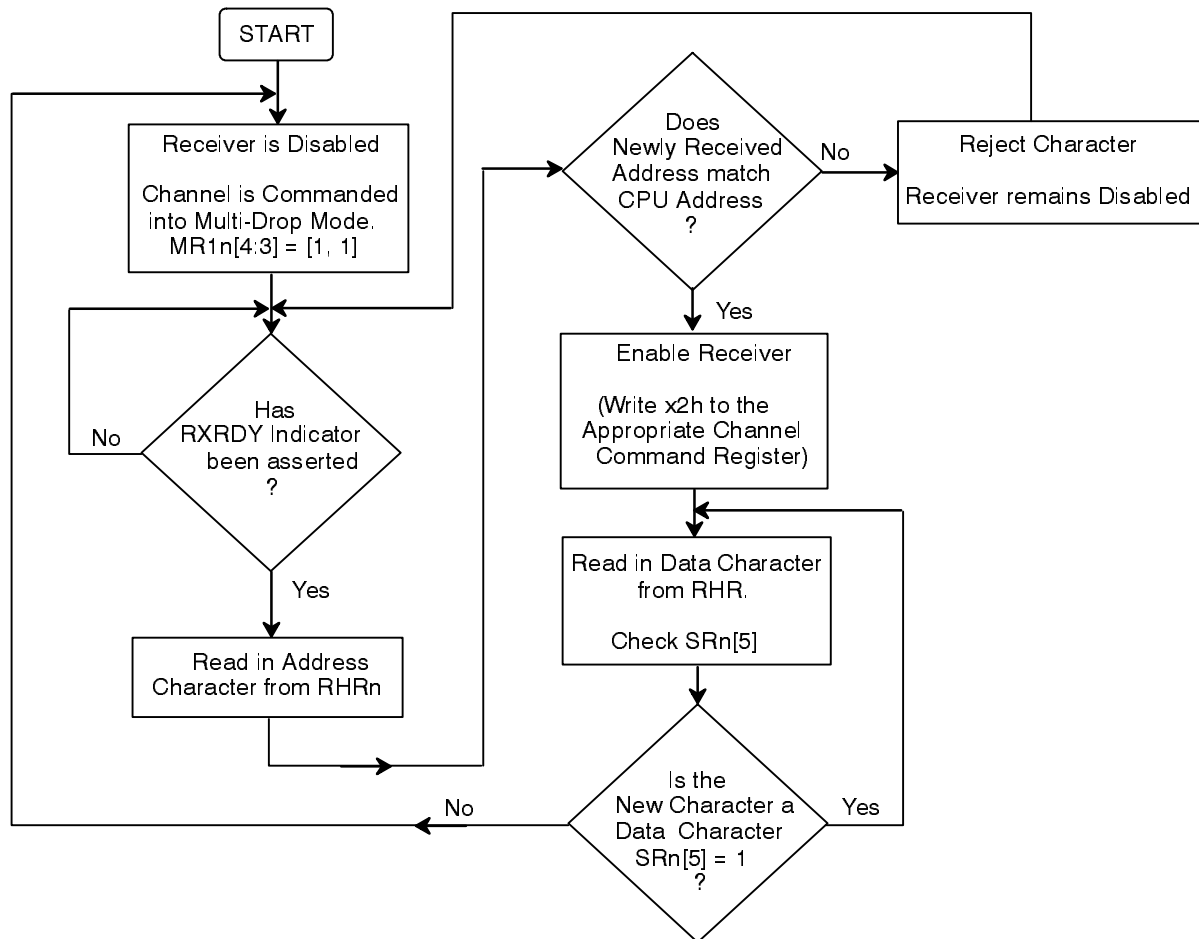 START
Receiver is Disabled
Channel is Commanded
into Multi-Drop Mode.
MR1n[4:3] = [1, 1]
Has
RXRDY Indicator
been asserted
?
No
Yes
Read in Address
Character from RHRn
Does
Newly Received
Address match
CPU Address
?
No
Reject Character
Receiver remains Disabled
Yes
Enable Receiver
(Write x2h to the
Appropriate Channel
Command Register)
Read in Data Character
from RHR.
Check SRn[5]
Is the
New Character a
Data Character
SRn[5] = 1
?
Yes
No